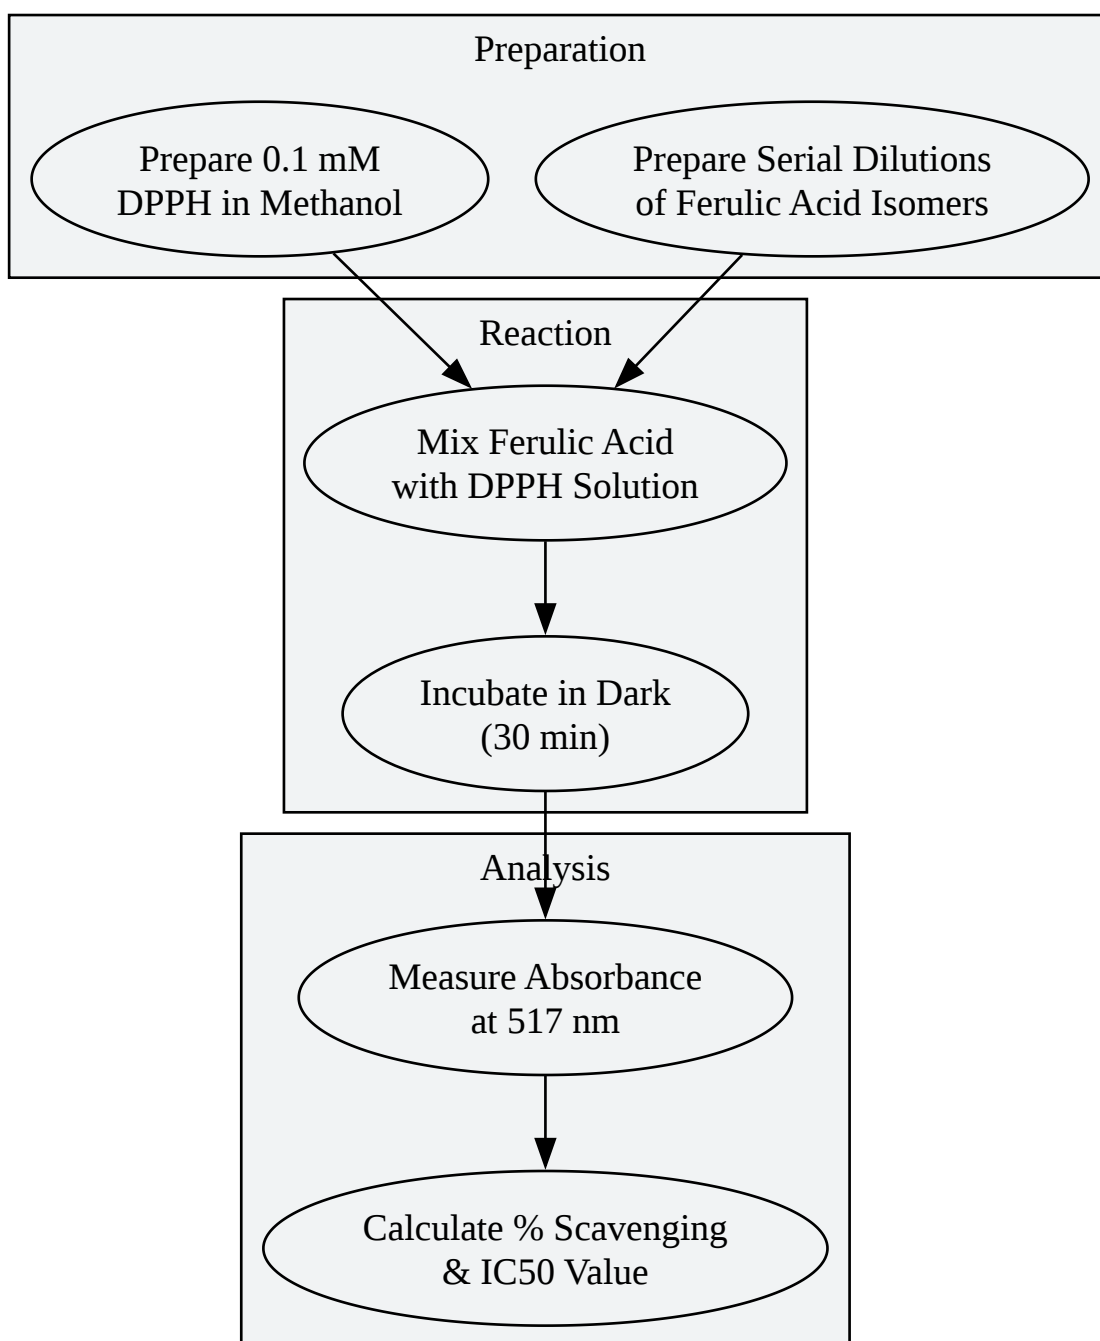 Preparation
Prepare 0.1 mM
DPPH in Methanol
Prepare Serial Dilutions
of Ferulic Acid Isomers
Reaction
Mix Ferulic Acid
with DPPH Solution
Incubate in Dark
(30 min)
Analysis
Measure Absorbance
at 517 nm
Calculate % Scavenging
& IC50 Value